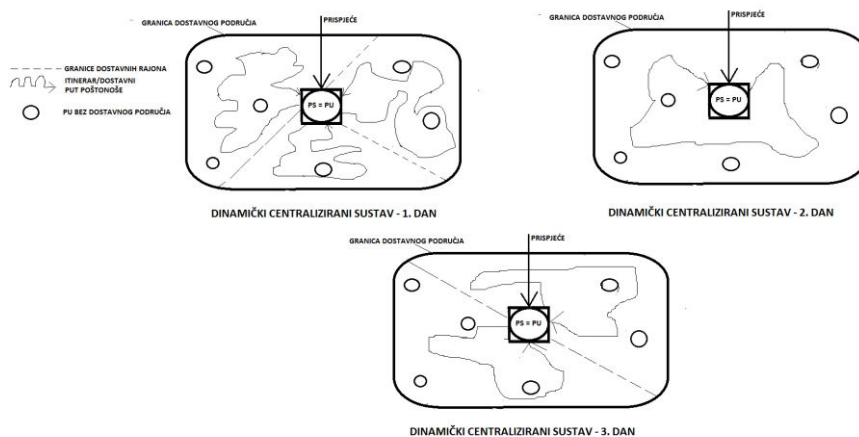 GRANICA DOSTAVNOG PODRUČJA
PRISPJEĆE
GRANICE DOSTAVNIH RAJONA
ITINERAR/DOSTAVNI
PUT POŠTONOŠE
PU BEZ DOSTAVNOG PODRUČJA
PS = PU
DINAMIČKI CENTRALIZIRANI SUSTAV - 1. DAN
GRANICA DOSTAVNOG PODRUČJA
PRISPJEĆE
PS = PU
DINAMIČKI CENTRALIZIRANI SUSTAV - 2. DAN
GRANICA DOSTAVNOG PODRUČJA
PRISPJEĆE
PS = PU
DINAMIČKI CENTRALIZIRANI SUSTAV - 3. DAN